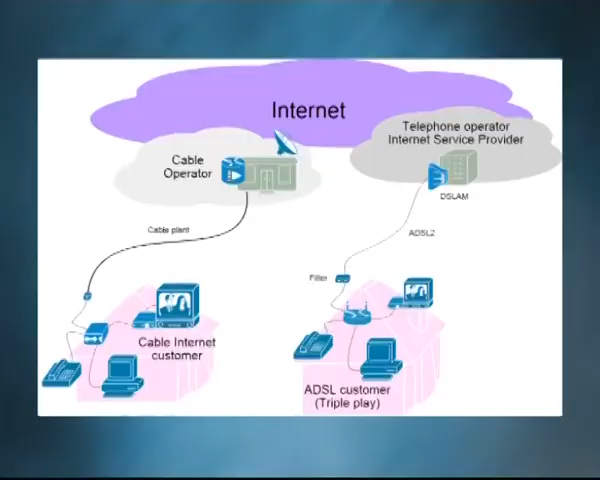 Internet
Telephone operator
Internet Service Provider
Cable
Operator
DSLAM
Cable plant
ADSL2
Filter
Cable Internet
customer
ADSL customer
(Triple play)